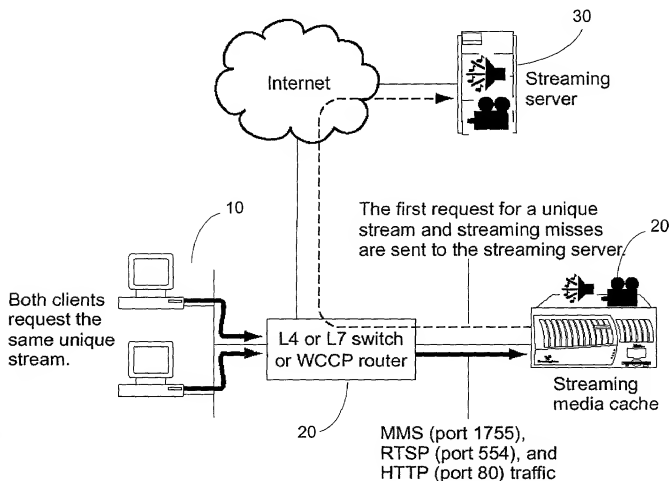 30
Internet
Streaming
server
10
The first request for a unique
stream and streaming misses
are sent to the streaming server.
20
Both clients
request the
same unique
stream.
L4 or L7 switch
or WCCP router
Streaming
media cache
20
MMS (port 1755),
RTSP (port 554), and
HTTP (port 80) traffic